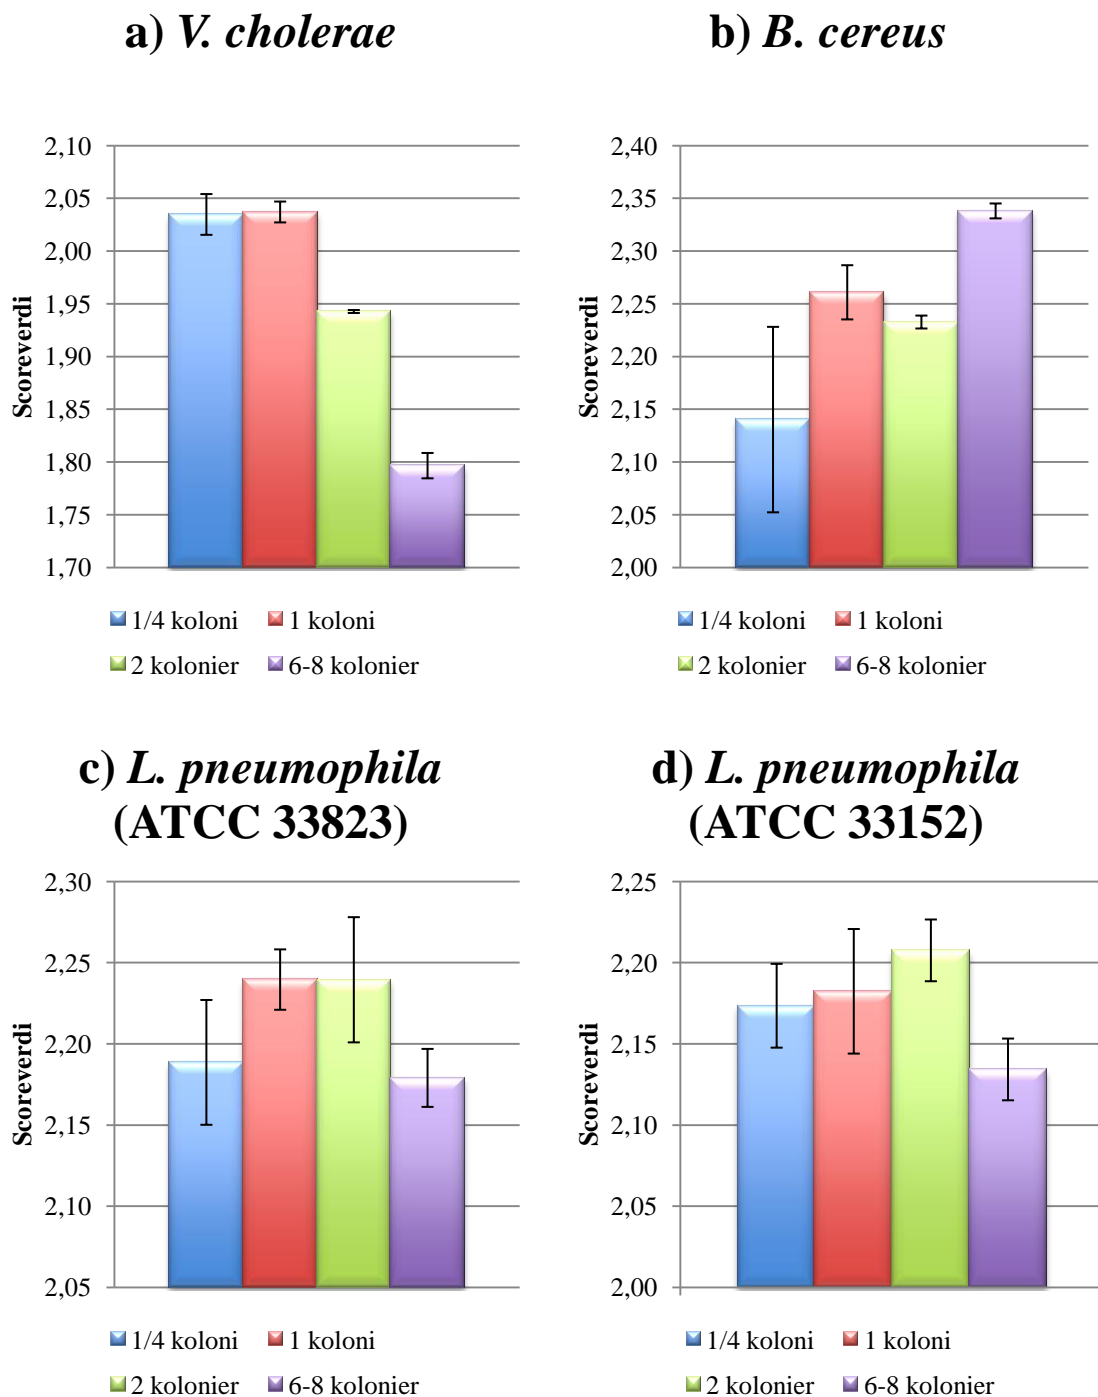 a) V. cholerae
Scoreverdi
2,10
2,05
2,00
1,95
1,90
1,85
1,80
1,75
1,70
1/4 koloni 1 koloni
2 kolonier 6-8 kolonier
b) B. cereus
Scoreverdi
2,40
2,35
2,30
2,25
2,20
2,15
2,10
2,05
2,00
1/4 koloni 1 koloni
2 kolonier 6-8 kolonier
c) L. pneumophila
(ATCC 33823)
Scoreverdi
2,30
2,25
2,20
2,15
2,10
2,05
1/4 koloni 1 koloni
2 kolonier 6-8 kolonier
d) L. pneumophila
(ATCC 33152)
Scoreverdi
2,25
2,20
2,15
2,10
2,05
2,00
1/4 koloni 1 koloni
2 kolonier 6-8 kolonier